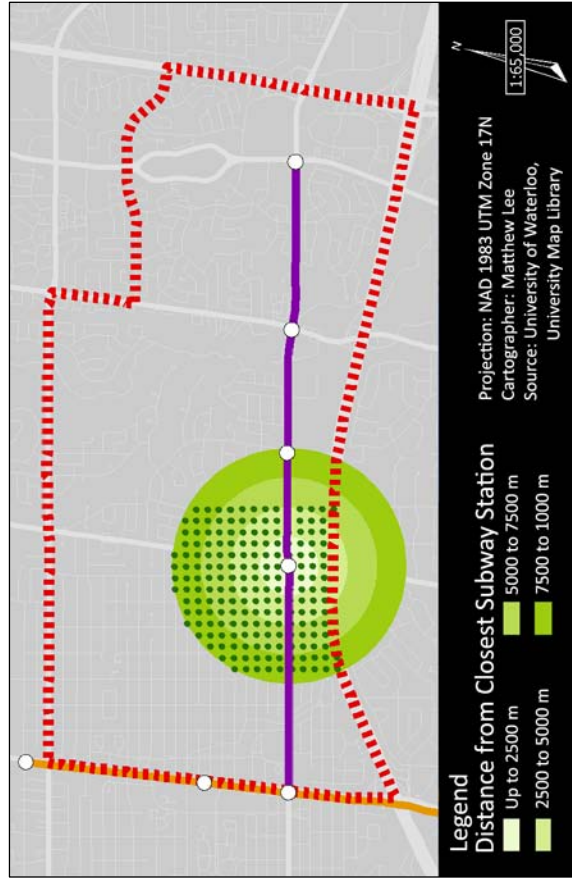 Legend
Distance from Closest Subway Station
Up to 2500 m
2500 to 5000 m
5000 to 7500 m
7500 to 1000 m
Projection: NAD 1983 UTM Zone 17N
Cartographer: Matthew Lee
Source: University of Waterloo,
University Map Library
N
1:65,000